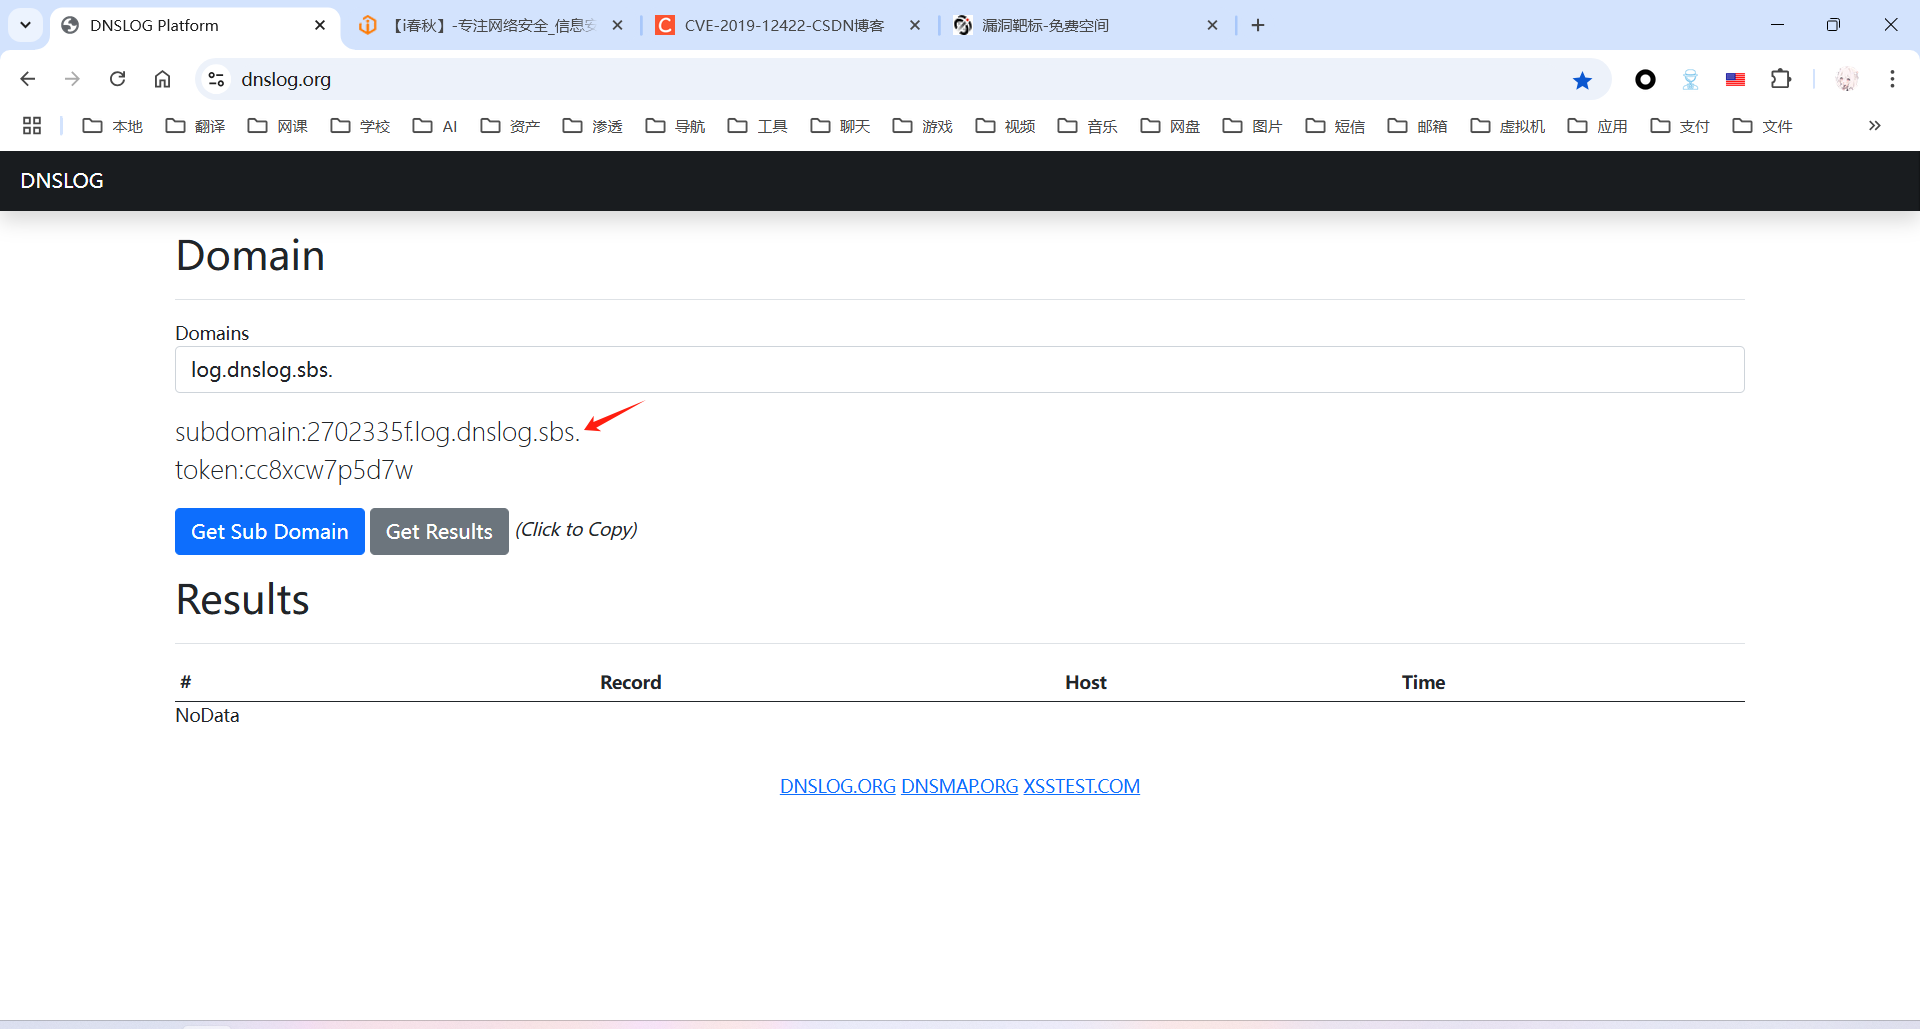 DNSLOG Platform
【i春秋】-专注网络安全_信息安
CVE-2019-12422-CSDN博客
漏洞靶标-免费空间
dnslog.org
本地 翻译 网课 学校 AI 资产 渗透 导航 工具 聊天 游戏 视频 音乐 网盘 图片 短信 邮箱 虚拟机 应用 支付 文件
DNSLOG
Domain
Domains
log.dnslog.sbs.
subdomain:2702335f.log.dnslog.sbs.
token:cc8xcw7p5d7w
Get Sub Domain Get Results (Click to Copy)
Results
# Record Host Time
NoData
DNSLOG.ORG DNSMAP.ORG XSSTEST.COM